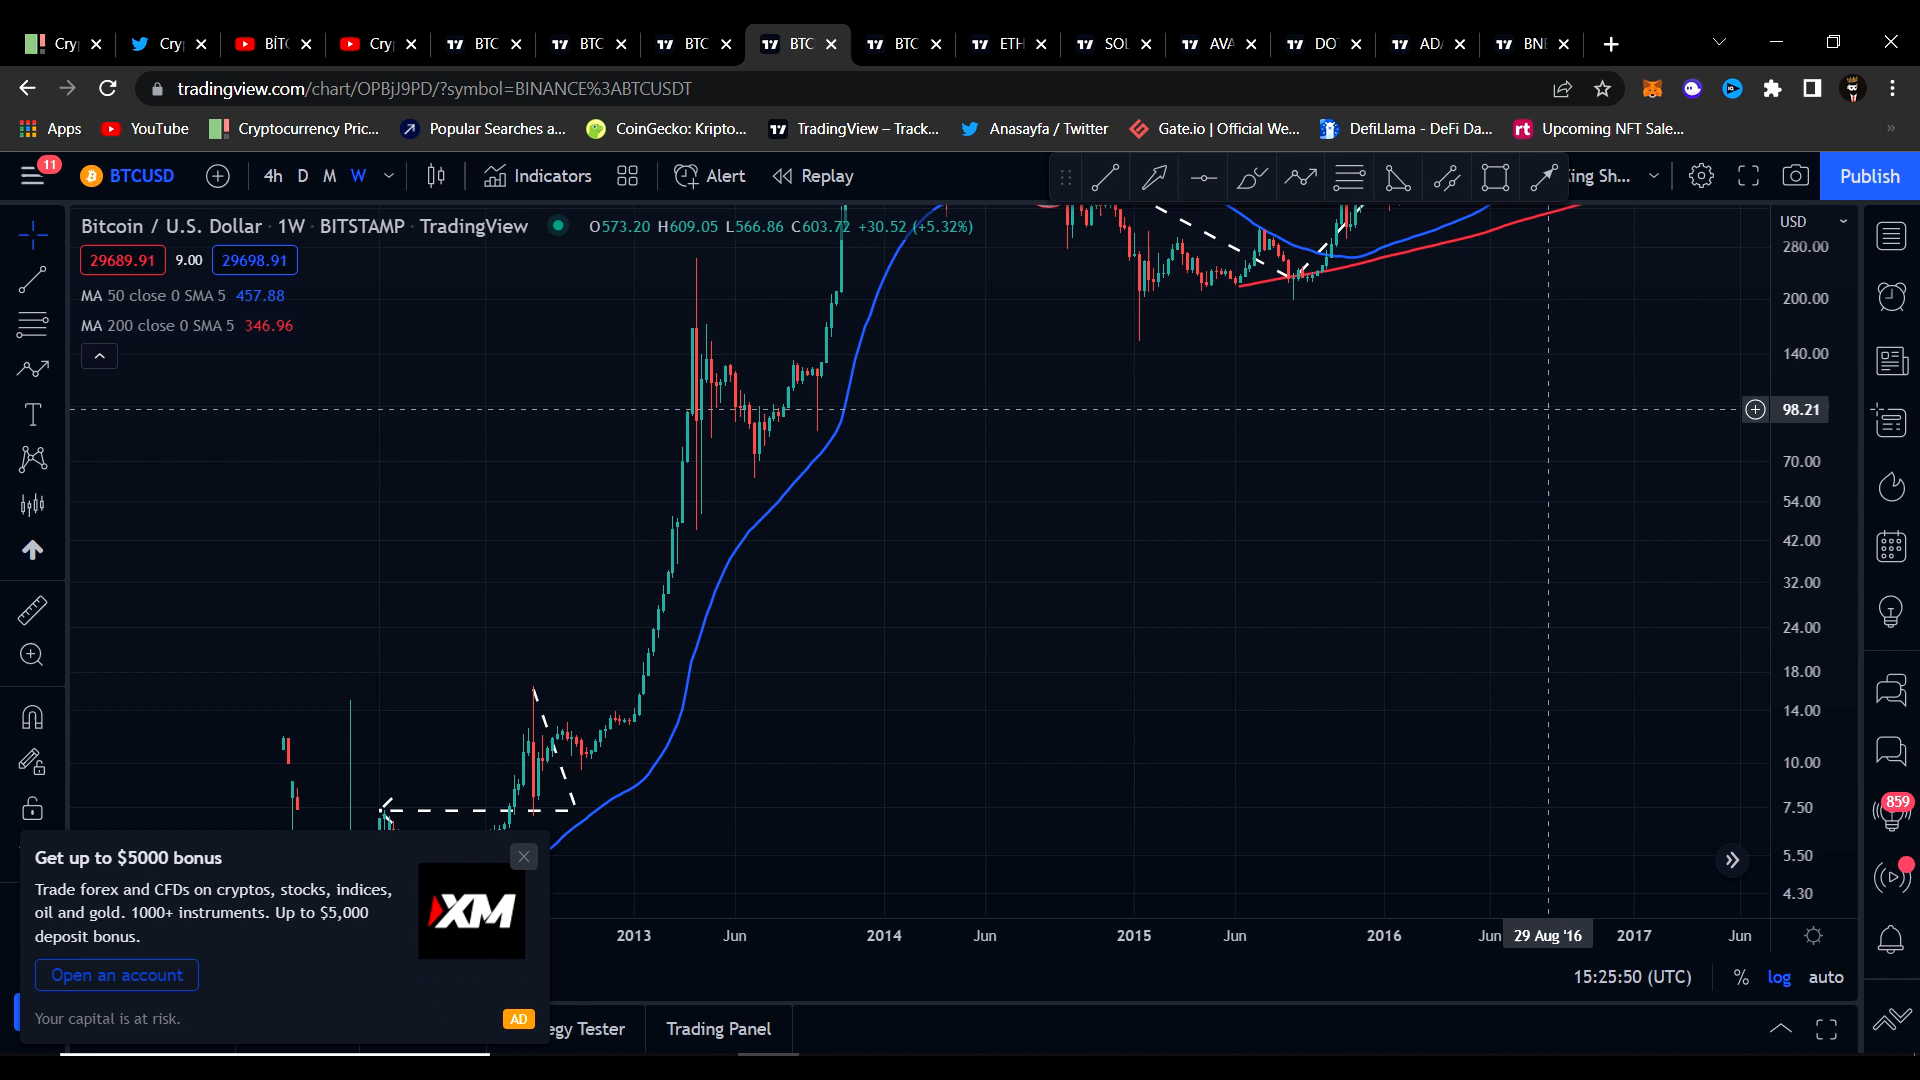 Cry
Cry
BİTC
Cry
BTC
BTC
BTC
BTC
BTC
ETH
SOL
AVA
DO
ADA
BNB
tradingview.com/chart/OPBjJ9PD/?symbol=BINANCE%3ABTCUSDT
Apps
YouTube
Cryptocurrency Pric...
Popular Searches a...
CoinGecko: Kripto...
TradingView – Track...
Anasayfa / Twitter
Gate.io | Official We...
DefiLlama - DeFi Da...
Upcoming NFT Sale...
11
BTCUSD
4h D M W
Indicators
Alert
Replay
ing Sh...
Publish
Bitcoin / U.S. Dollar · 1W · BITSTAMP · TradingView
O573.20 H609.05 L566.86 C603.72 +30.52 (+5.32%)
29689.91 9.00 29698.91
MA 50 close 0 SMA 5 457.88
MA 200 close 0 SMA 5 346.96
USD
280.00
200.00
140.00
98.21
70.00
54.00
42.00
32.00
24.00
18.00
14.00
10.00
7.50
5.50
4.30
859
Get up to $5000 bonus
Trade forex and CFDs on cryptos, stocks, indices,
oil and gold. 1000+ instruments. Up to $5,000
deposit bonus.
XM
Open an account
Your capital is at risk.
AD
2013 Jun 2014 Jun 2015 Jun 2016 Jun 29 Aug '16 2017 Jun
15:25:50 (UTC) % log auto
egy Tester
Trading Panel